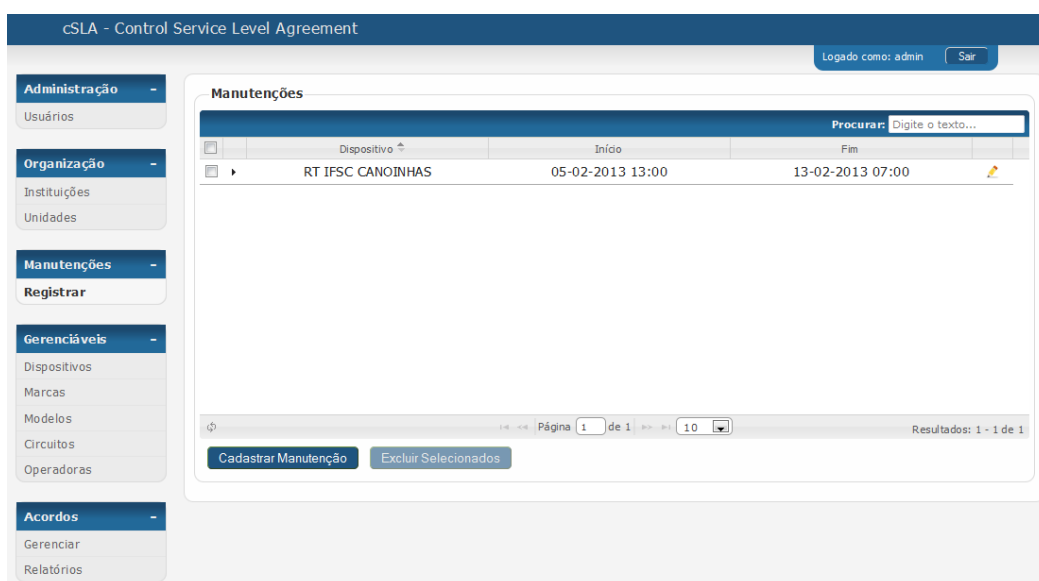 cSLA - Control Service Level Agreement
Logado como: admin Sair
Administração -
Usuários
Organização -
Instituições
Unidades
Manutenções -
Registrar
Gerenciáveis -
Dispositivos
Marcas
Modelos
Circuitos
Operadoras
Acordos -
Gerenciar
Relatórios
Manutenções
Procurar: Digite o texto...
Dispositivo Início Fim
RT IFSC CANOINHAS 05-02-2013 13:00 13-02-2013 07:00
Página 1 de 1 10 Resultados: 1 - 1 de 1
Cadastrar Manutenção Excluir Selecionados